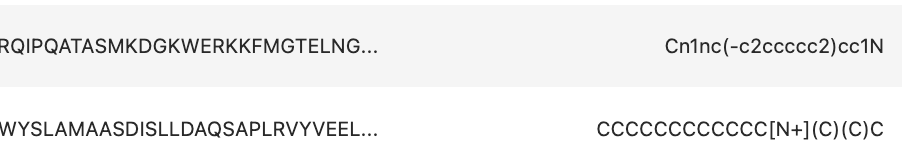 RQIPQATASMKDGKWERKKFMGTELNG... Cn1nc(-c2ccccc2)cc1N
WYSLAMAASDISLLDAQSAPLRVYVEEL... CCCCCCCCCCCC[N+](C)(C)C